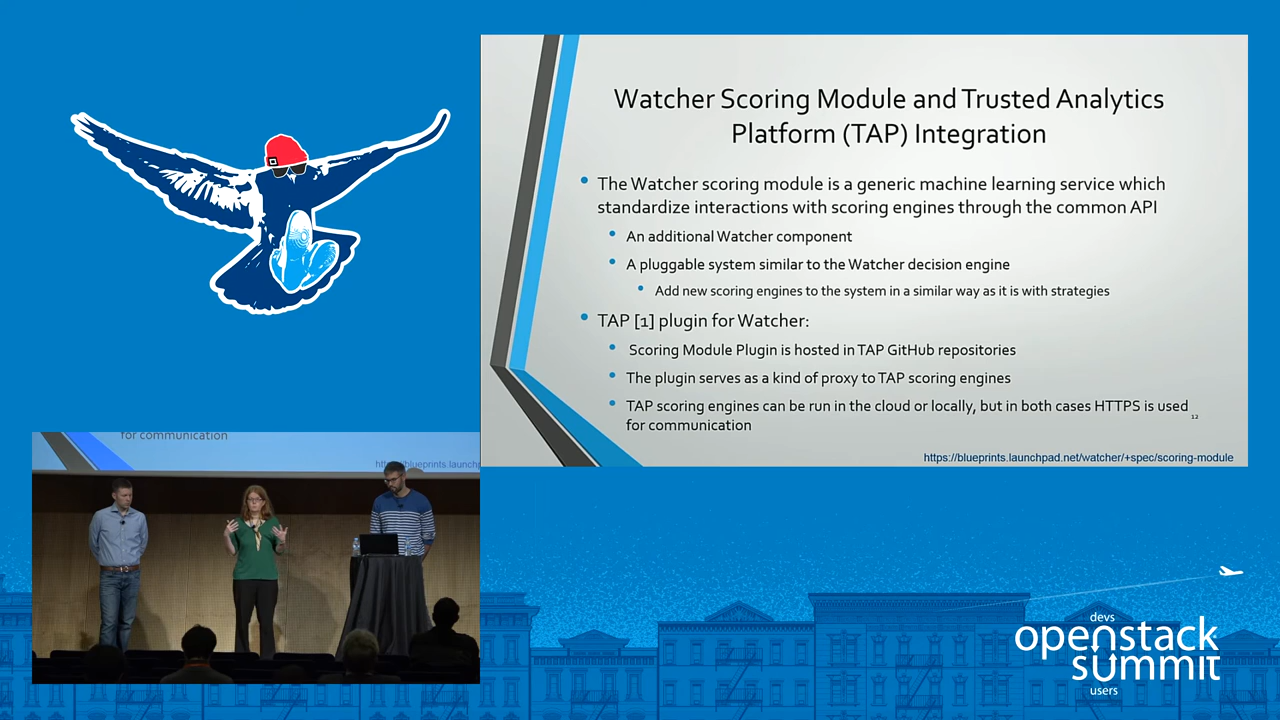 Watcher Scoring Module and Trusted Analytics
Platform (TAP) Integration
The Watcher scoring module is a generic machine learning service which
standardize interactions with scoring engines through the common API
An additional Watcher component
A pluggable system similar to the Watcher decision engine
Add new scoring engines to the system in a similar way as it is with strategies
TAP [1] plugin for Watcher:
Scoring Module Plugin is hosted in TAP GitHub repositories
The plugin serves as a kind of proxy to TAP scoring engines
TAP scoring engines can be run in the cloud or locally, but in both cases HTTPS is used
for communication
12
https://blueprints.launchpad.net/watcher/+spec/scoring-module
for communication
https://blueprints.launchp
devs
openstack
summit
users